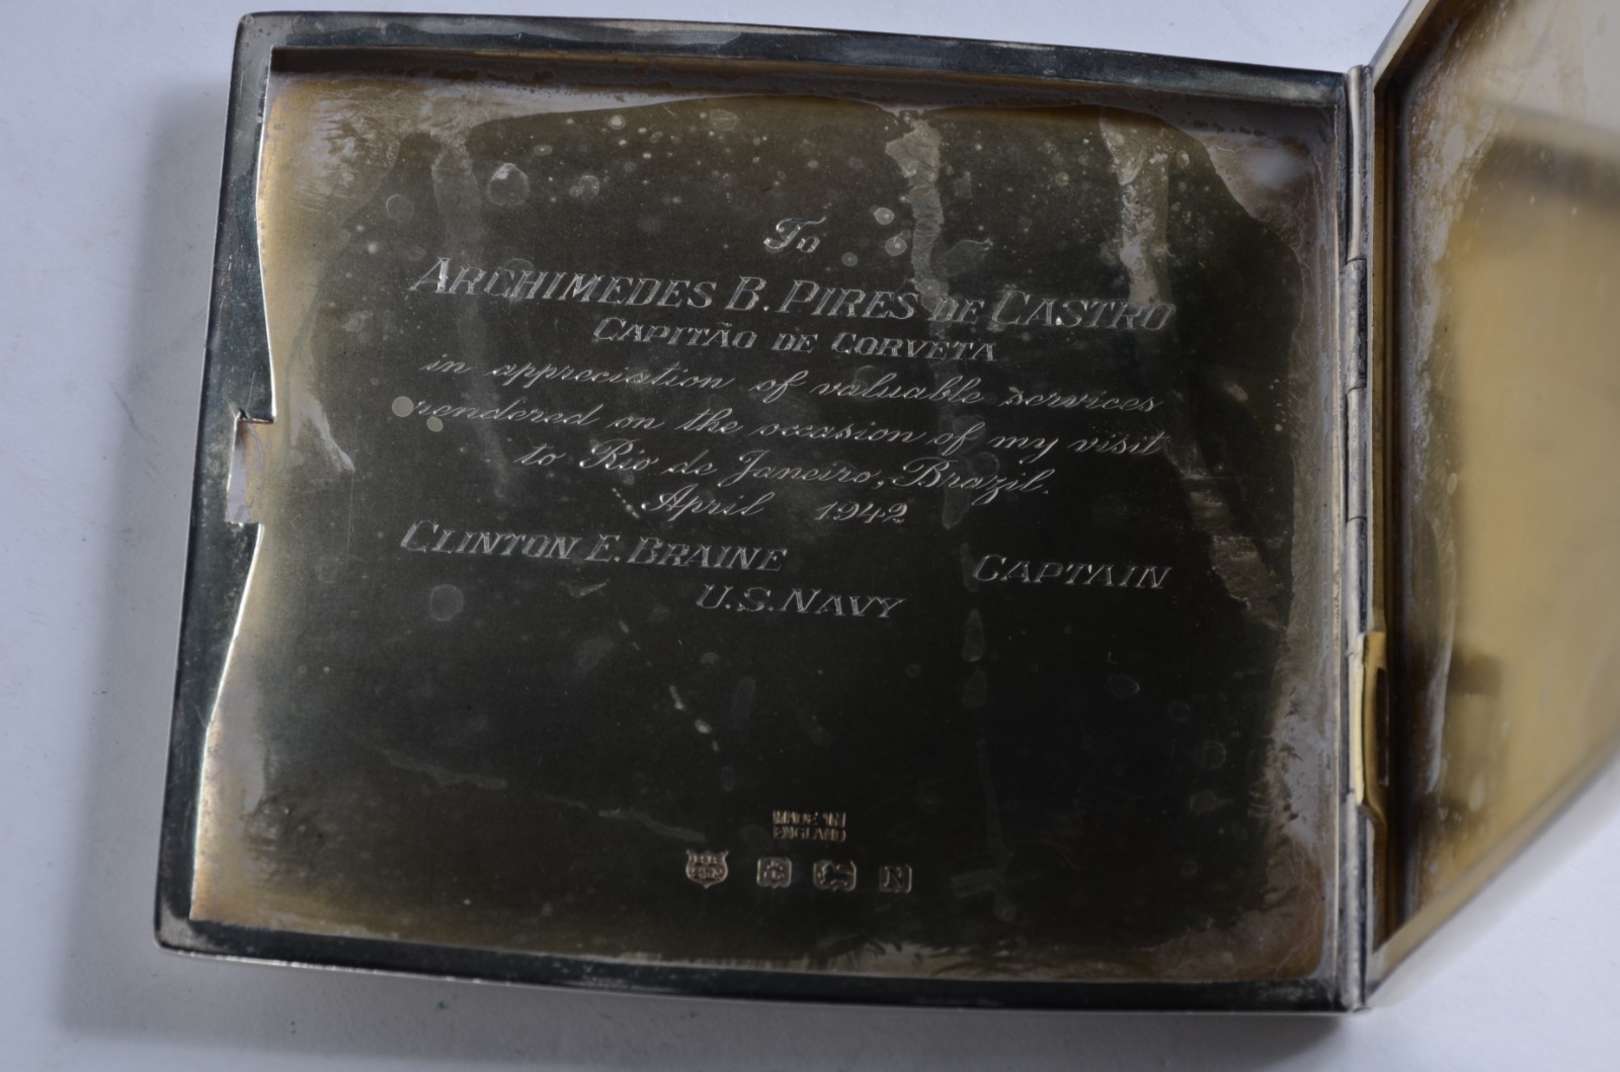 To
ARCHIMEDES B. PIRES DE CASTRO
CAPITÃO DE CORVETA
in appreciation of valuable services
rendered on the occasion of my visit
to Rio de Janeiro, Brazil.
April 1942
CLINTON E. BRAINE CAPTAIN
U.S. NAVY
MADE IN
ENGLAND
N